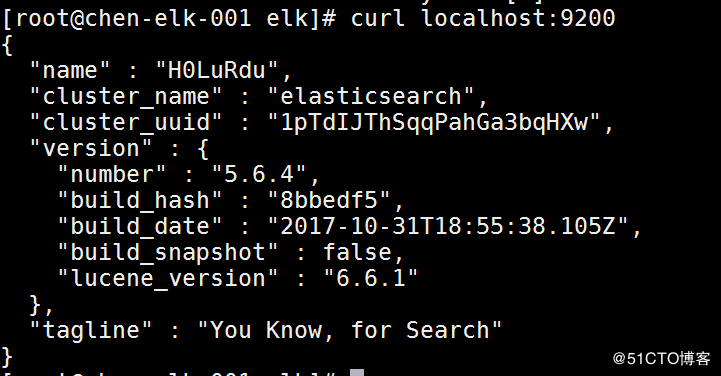 [root@chen-elk-001 elk]# curl localhost:9200
{
  "name" : "H0LuRdu",
  "cluster_name" : "elasticsearch",
  "cluster_uuid" : "1pTdIJThSqqPahGa3bqHXw",
  "version" : {
    "number" : "5.6.4",
    "build_hash" : "8bbedf5",
    "build_date" : "2017-10-31T18:55:38.105Z",
    "build_snapshot" : false,
    "lucene_version" : "6.6.1"
  },
  "tagline" : "You Know, for Search"
}
@51CTO博客